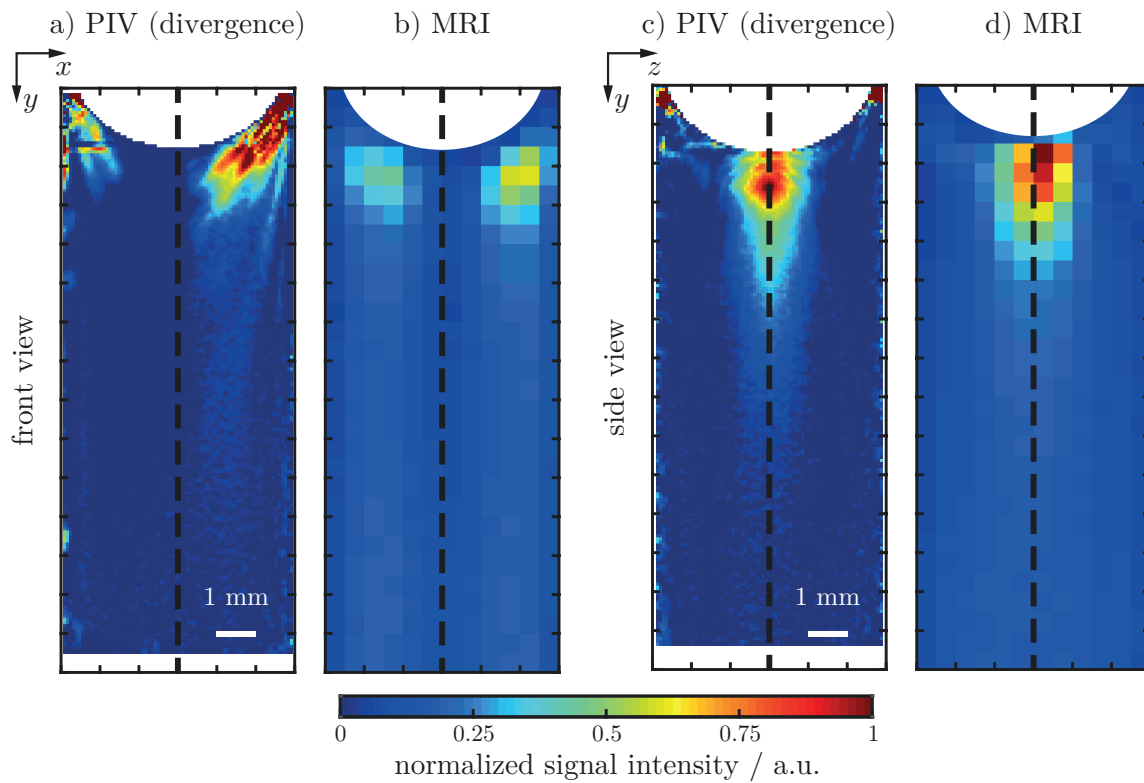 a) PIV (divergence)
b) MRI
c) PIV (divergence)
d) MRI
x
y
z
y
front view
side view
1 mm
1 mm
0
0.25
0.5
0.75
1
normalized signal intensity / a.u.